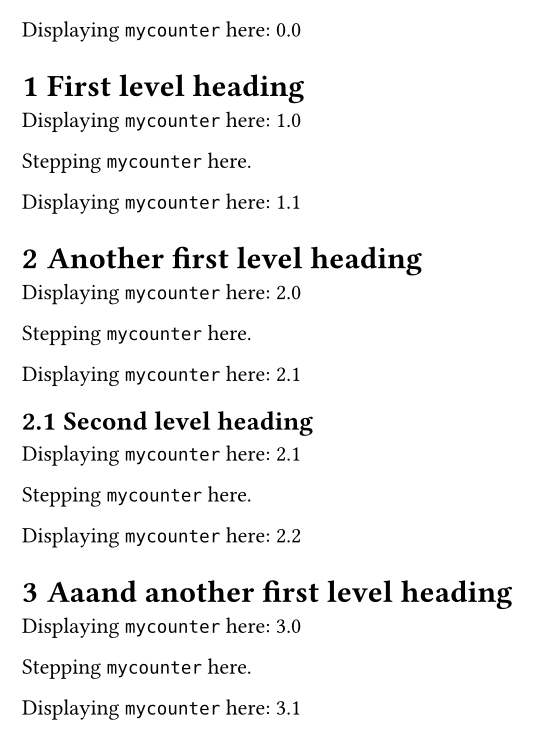 Displaying mycounter here: 0.0
1 First level heading
Displaying mycounter here: 1.0
Stepping mycounter here.
Displaying mycounter here: 1.1
2 Another first level heading
Displaying mycounter here: 2.0
Stepping mycounter here.
Displaying mycounter here: 2.1
2.1 Second level heading
Displaying mycounter here: 2.1
Stepping mycounter here.
Displaying mycounter here: 2.2
3 Aaand another first level heading
Displaying mycounter here: 3.0
Stepping mycounter here.
Displaying mycounter here: 3.1